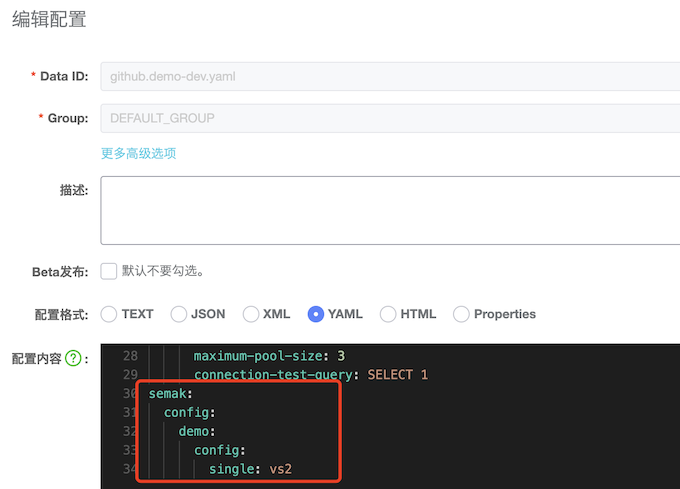 编辑配置
* Data ID: github.demo-dev.yaml
* Group: DEFAULT_GROUP
更多高级选项
描述:
Beta发布: 默认不要勾选。
配置格式: TEXT JSON XML YAML HTML Properties
配置内容 ? :
28 maximum-pool-size: 3
29 connection-test-query: SELECT 1
30 semak:
31 config:
32 demo:
33 config:
34 single: vs2